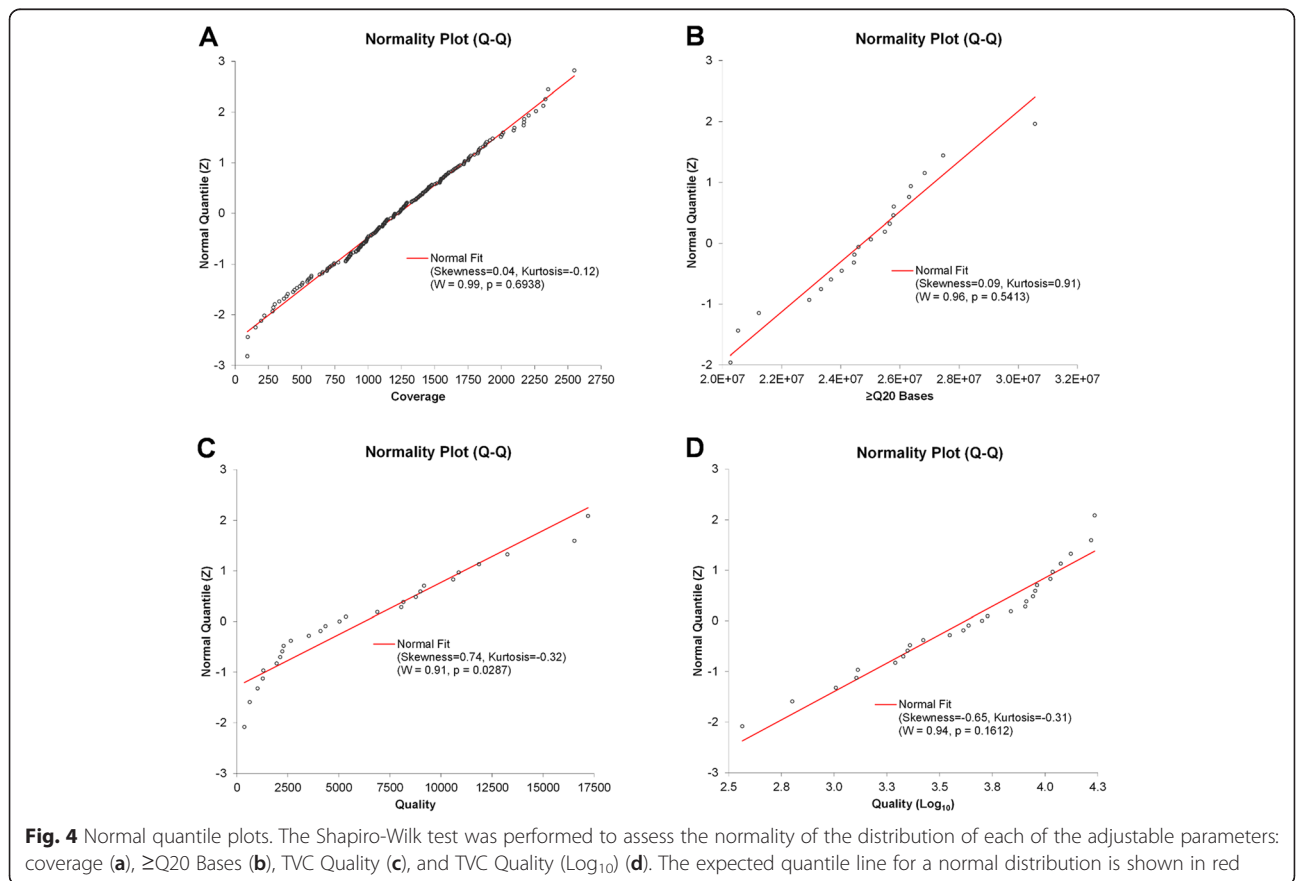 A
Normality Plot (Q-Q)
3
2
1
0
-1
-2
-3
Normal Quantile (Z)
Normal Fit
(Skewness=0.04, Kurtosis=-0.12)
(W = 0.99, p = 0.6938)
0 250 500 750 1000 1250 1500 1750 2000 2250 2500 2750
Coverage
B
Normality Plot (Q-Q)
3
2
1
0
-1
-2
Normal Quantile (Z)
Normal Fit
(Skewness=0.09, Kurtosis=0.91)
(W = 0.96, p = 0.5413)
2.0E+07 2.2E+07 2.4E+07 2.6E+07 2.8E+07 3.0E+07 3.2E+07
≥Q20 Bases
C
Normality Plot (Q-Q)
3
2
1
0
-1
-2
-3
Normal Quantile (Z)
Normal Fit
(Skewness=0.74, Kurtosis=-0.32)
(W = 0.91, p = 0.0287)
0 2500 5000 7500 10000 12500 15000 17500
Quality
D
Normality Plot (Q-Q)
3
2
1
0
-1
-2
-3
Normal Quantile (Z)
Normal Fit
(Skewness=-0.65, Kurtosis=-0.31)
(W = 0.94, p = 0.1612)
2.5 2.8 3.0 3.3 3.5 3.8 4.0 4.3
Quality (Log₁₀)
Fig. 4 Normal quantile plots. The Shapiro-Wilk test was performed to assess the normality of the distribution of each of the adjustable parameters:
coverage (a), ≥Q20 Bases (b), TVC Quality (c), and TVC Quality (Log₁₀) (d). The expected quantile line for a normal distribution is shown in red